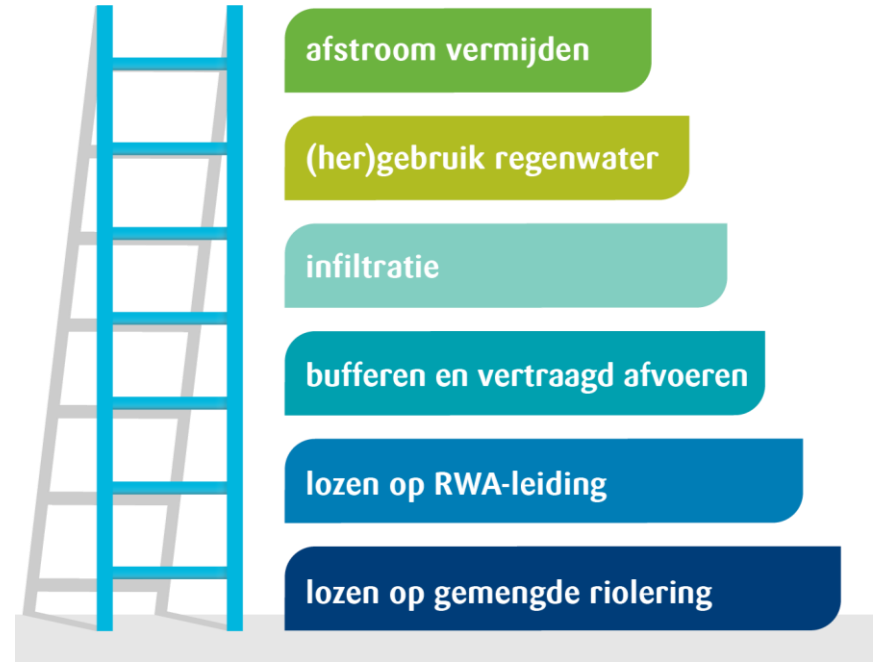 afstroom vermijden
(her)gebruik regenwater
infiltratie
bufferen en vertraagd afvoeren
lozen op RWA-leiding
lozen op gemengde riolering